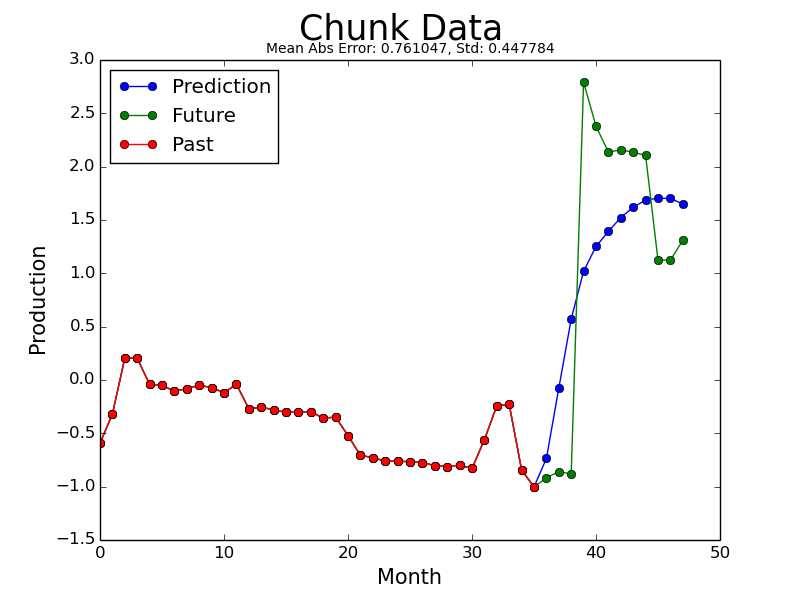 Chunk Data
Mean Abs Error: 0.761047, Std: 0.447784
Prediction
Future
Past
3.0
2.5
2.0
1.5
1.0
0.5
0.0
−0.5
−1.0
−1.5
Production
0 10 20 30 40 50
Month